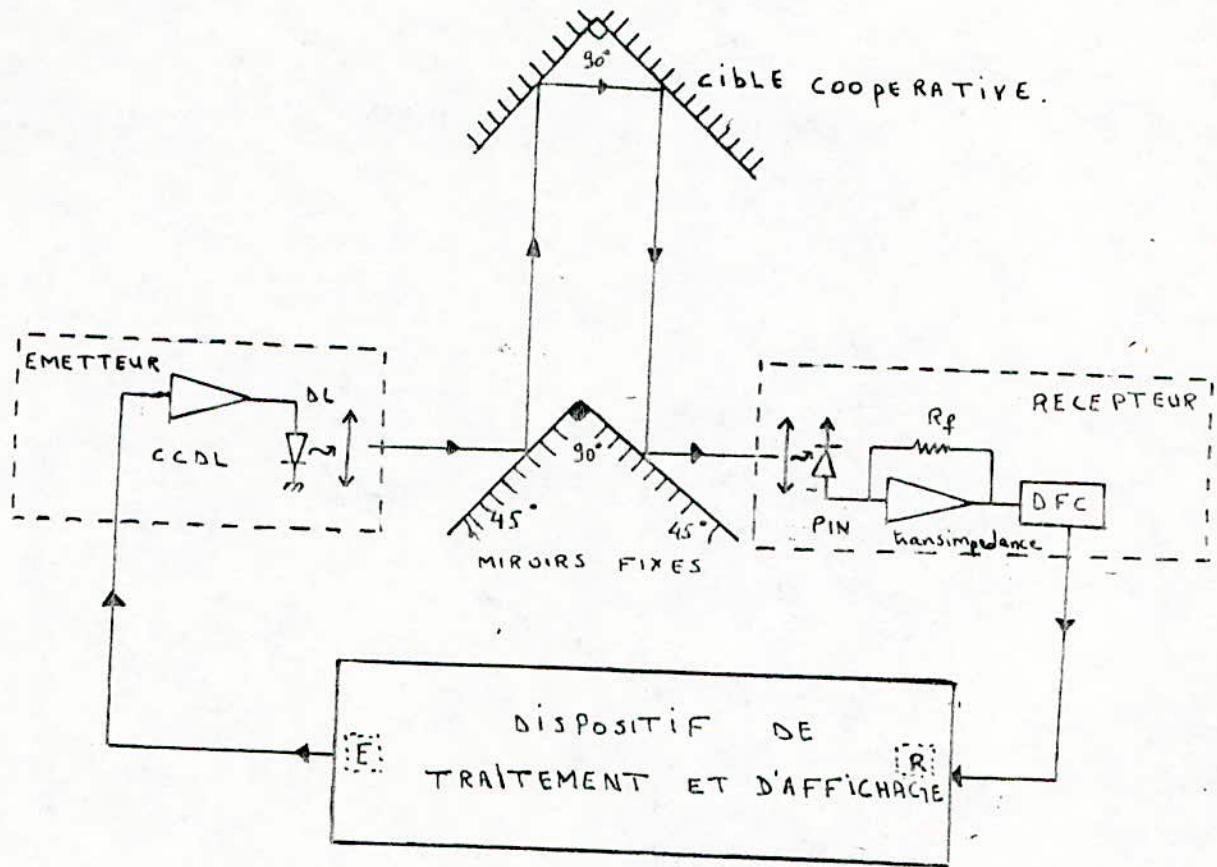 90°
CIBLE COOPERATIVE.
EMETTEUR
DL
CCDL
90°
45°
45°
MIROIRS FIXES
RECEPTEUR
Rf
PIN
transimpedance
DFC
E
DISPOSITIF DE
TRAITEMENT ET D'AFFICHAGE
R